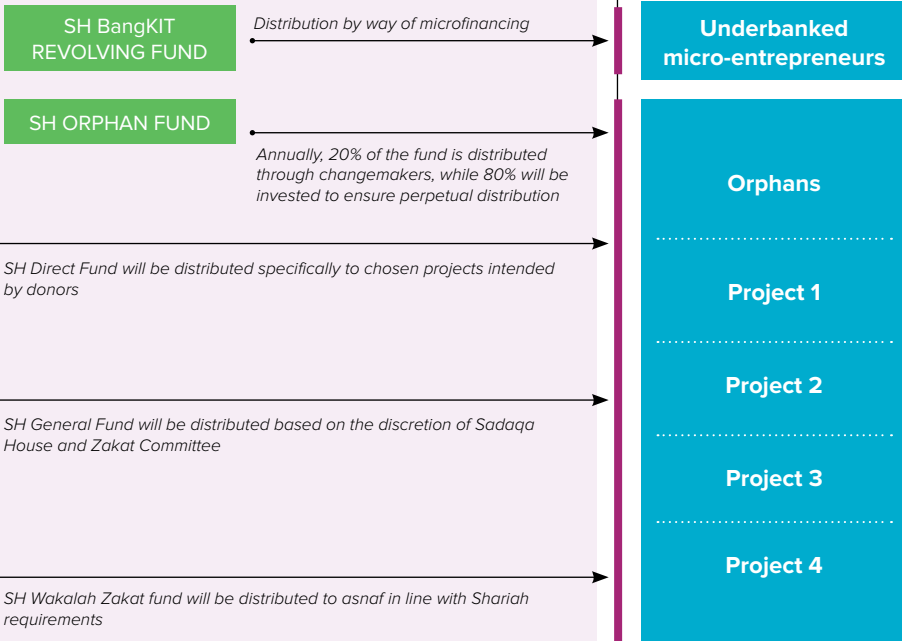 SH BangKIT
REVOLVING FUND
Distribution by way of microfinancing
Underbanked
micro-entrepreneurs
SH ORPHAN FUND
Annually, 20% of the fund is distributed
through changemakers, while 80% will be
invested to ensure perpetual distribution
Orphans
SH Direct Fund will be distributed specifically to chosen projects intended
by donors
Project 1
Project 2
SH General Fund will be distributed based on the discretion of Sadaqa
House and Zakat Committee
Project 3
Project 4
SH Wakalah Zakat fund will be distributed to asnaf in line with Shariah
requirements